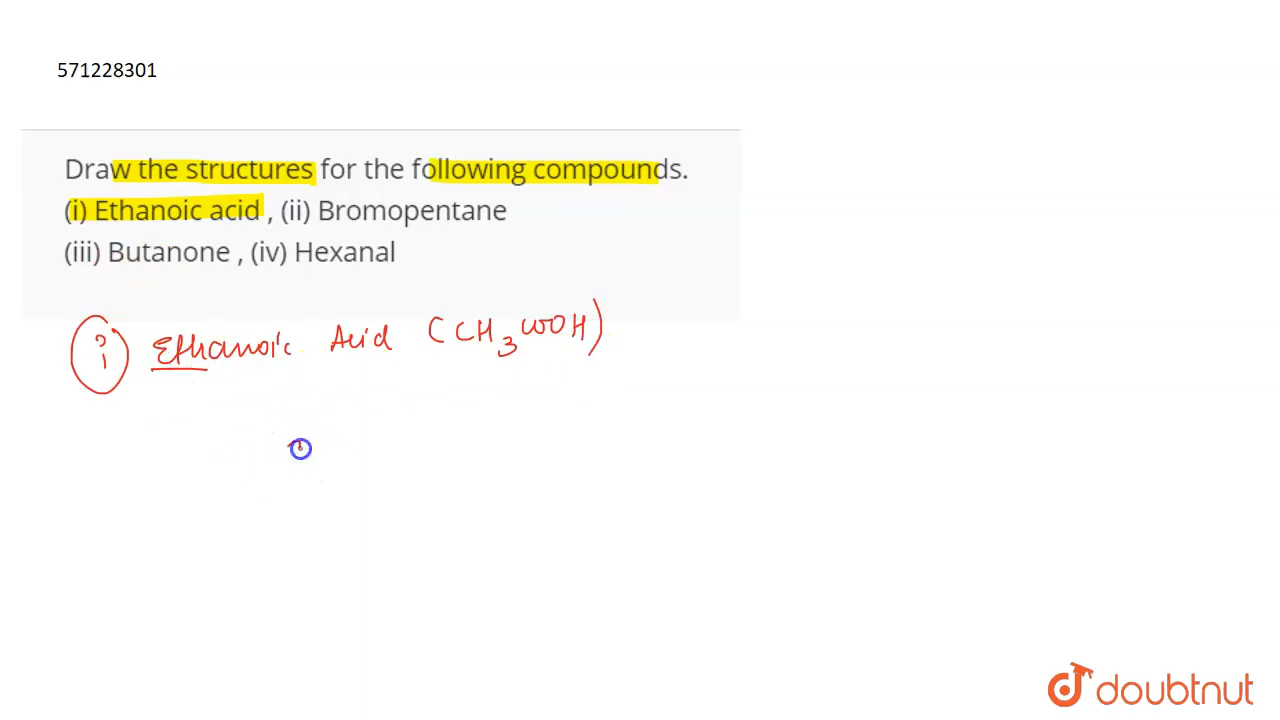 571228301
Draw the structures for the following compounds.
(i) Ethanoic acid , (ii) Bromopentane
(iii) Butanone , (iv) Hexanal
i Ethanoic Acid (CH3COOH)
doubtnut